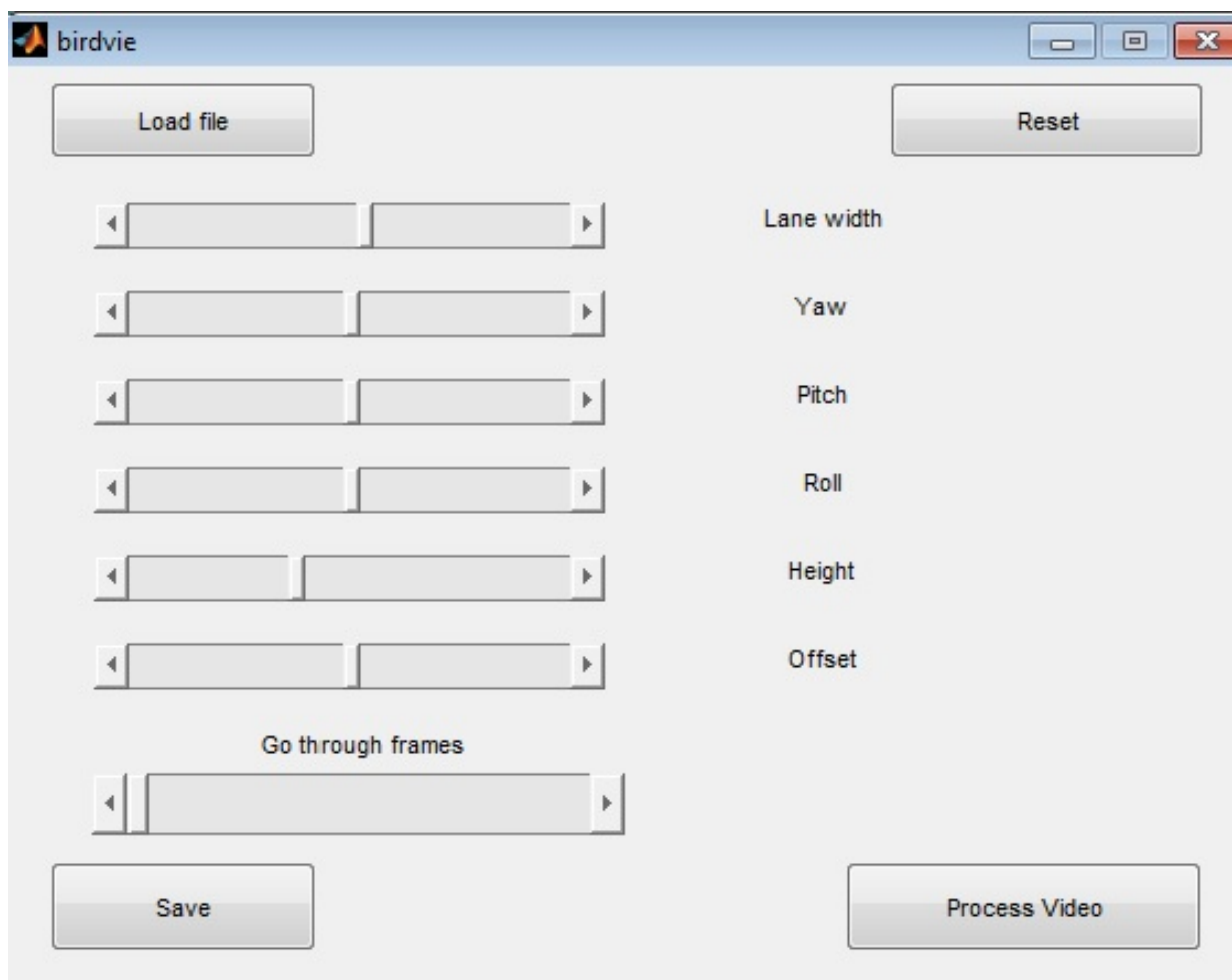 birdvie
Load file
Reset
Lane width
Yaw
Pitch
Roll
Height
Offset
Go through frames
Save
Process Video